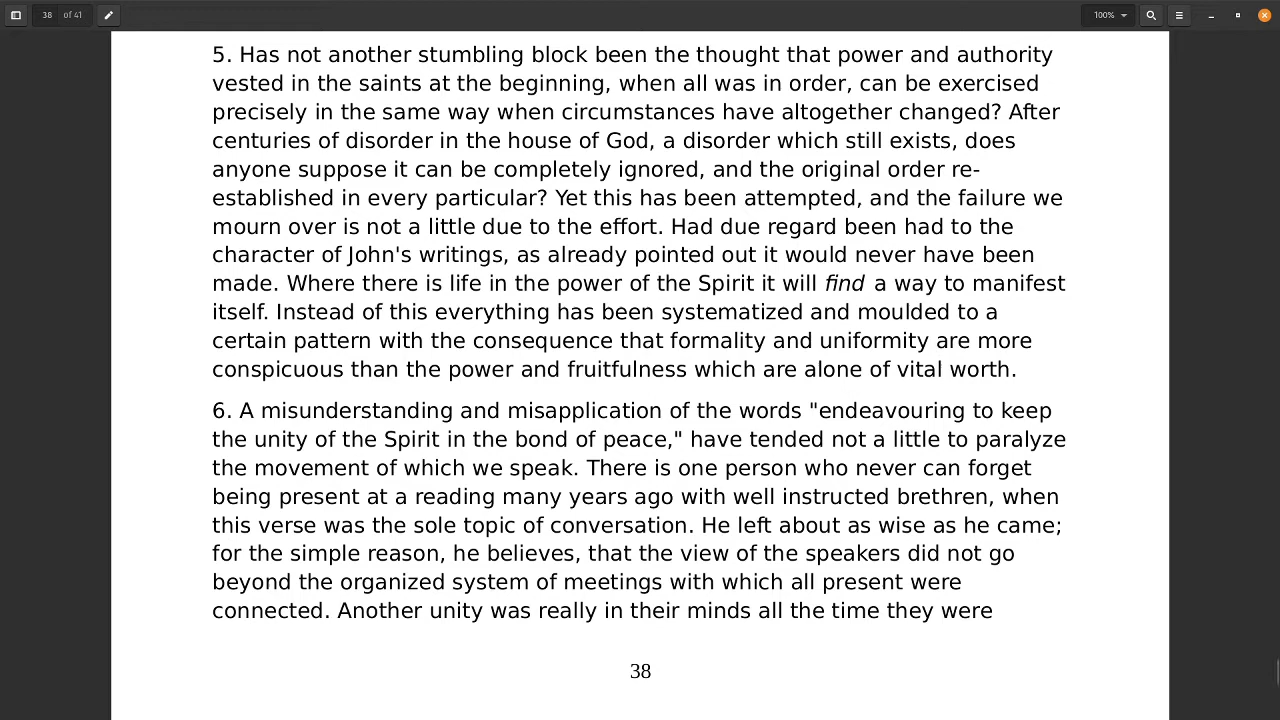 38 of 41
100%
5. Has not another stumbling block been the thought that power and authority
vested in the saints at the beginning, when all was in order, can be exercised
precisely in the same way when circumstances have altogether changed? After
centuries of disorder in the house of God, a disorder which still exists, does
anyone suppose it can be completely ignored, and the original order re-
established in every particular? Yet this has been attempted, and the failure we
mourn over is not a little due to the effort. Had due regard been had to the
character of John's writings, as already pointed out it would never have been
made. Where there is life in the power of the Spirit it will find a way to manifest
itself. Instead of this everything has been systematized and moulded to a
certain pattern with the consequence that formality and uniformity are more
conspicuous than the power and fruitfulness which are alone of vital worth.
6. A misunderstanding and misapplication of the words "endeavouring to keep
the unity of the Spirit in the bond of peace," have tended not a little to paralyze
the movement of which we speak. There is one person who never can forget
being present at a reading many years ago with well instructed brethren, when
this verse was the sole topic of conversation. He left about as wise as he came;
for the simple reason, he believes, that the view of the speakers did not go
beyond the organized system of meetings with which all present were
connected. Another unity was really in their minds all the time they were
38